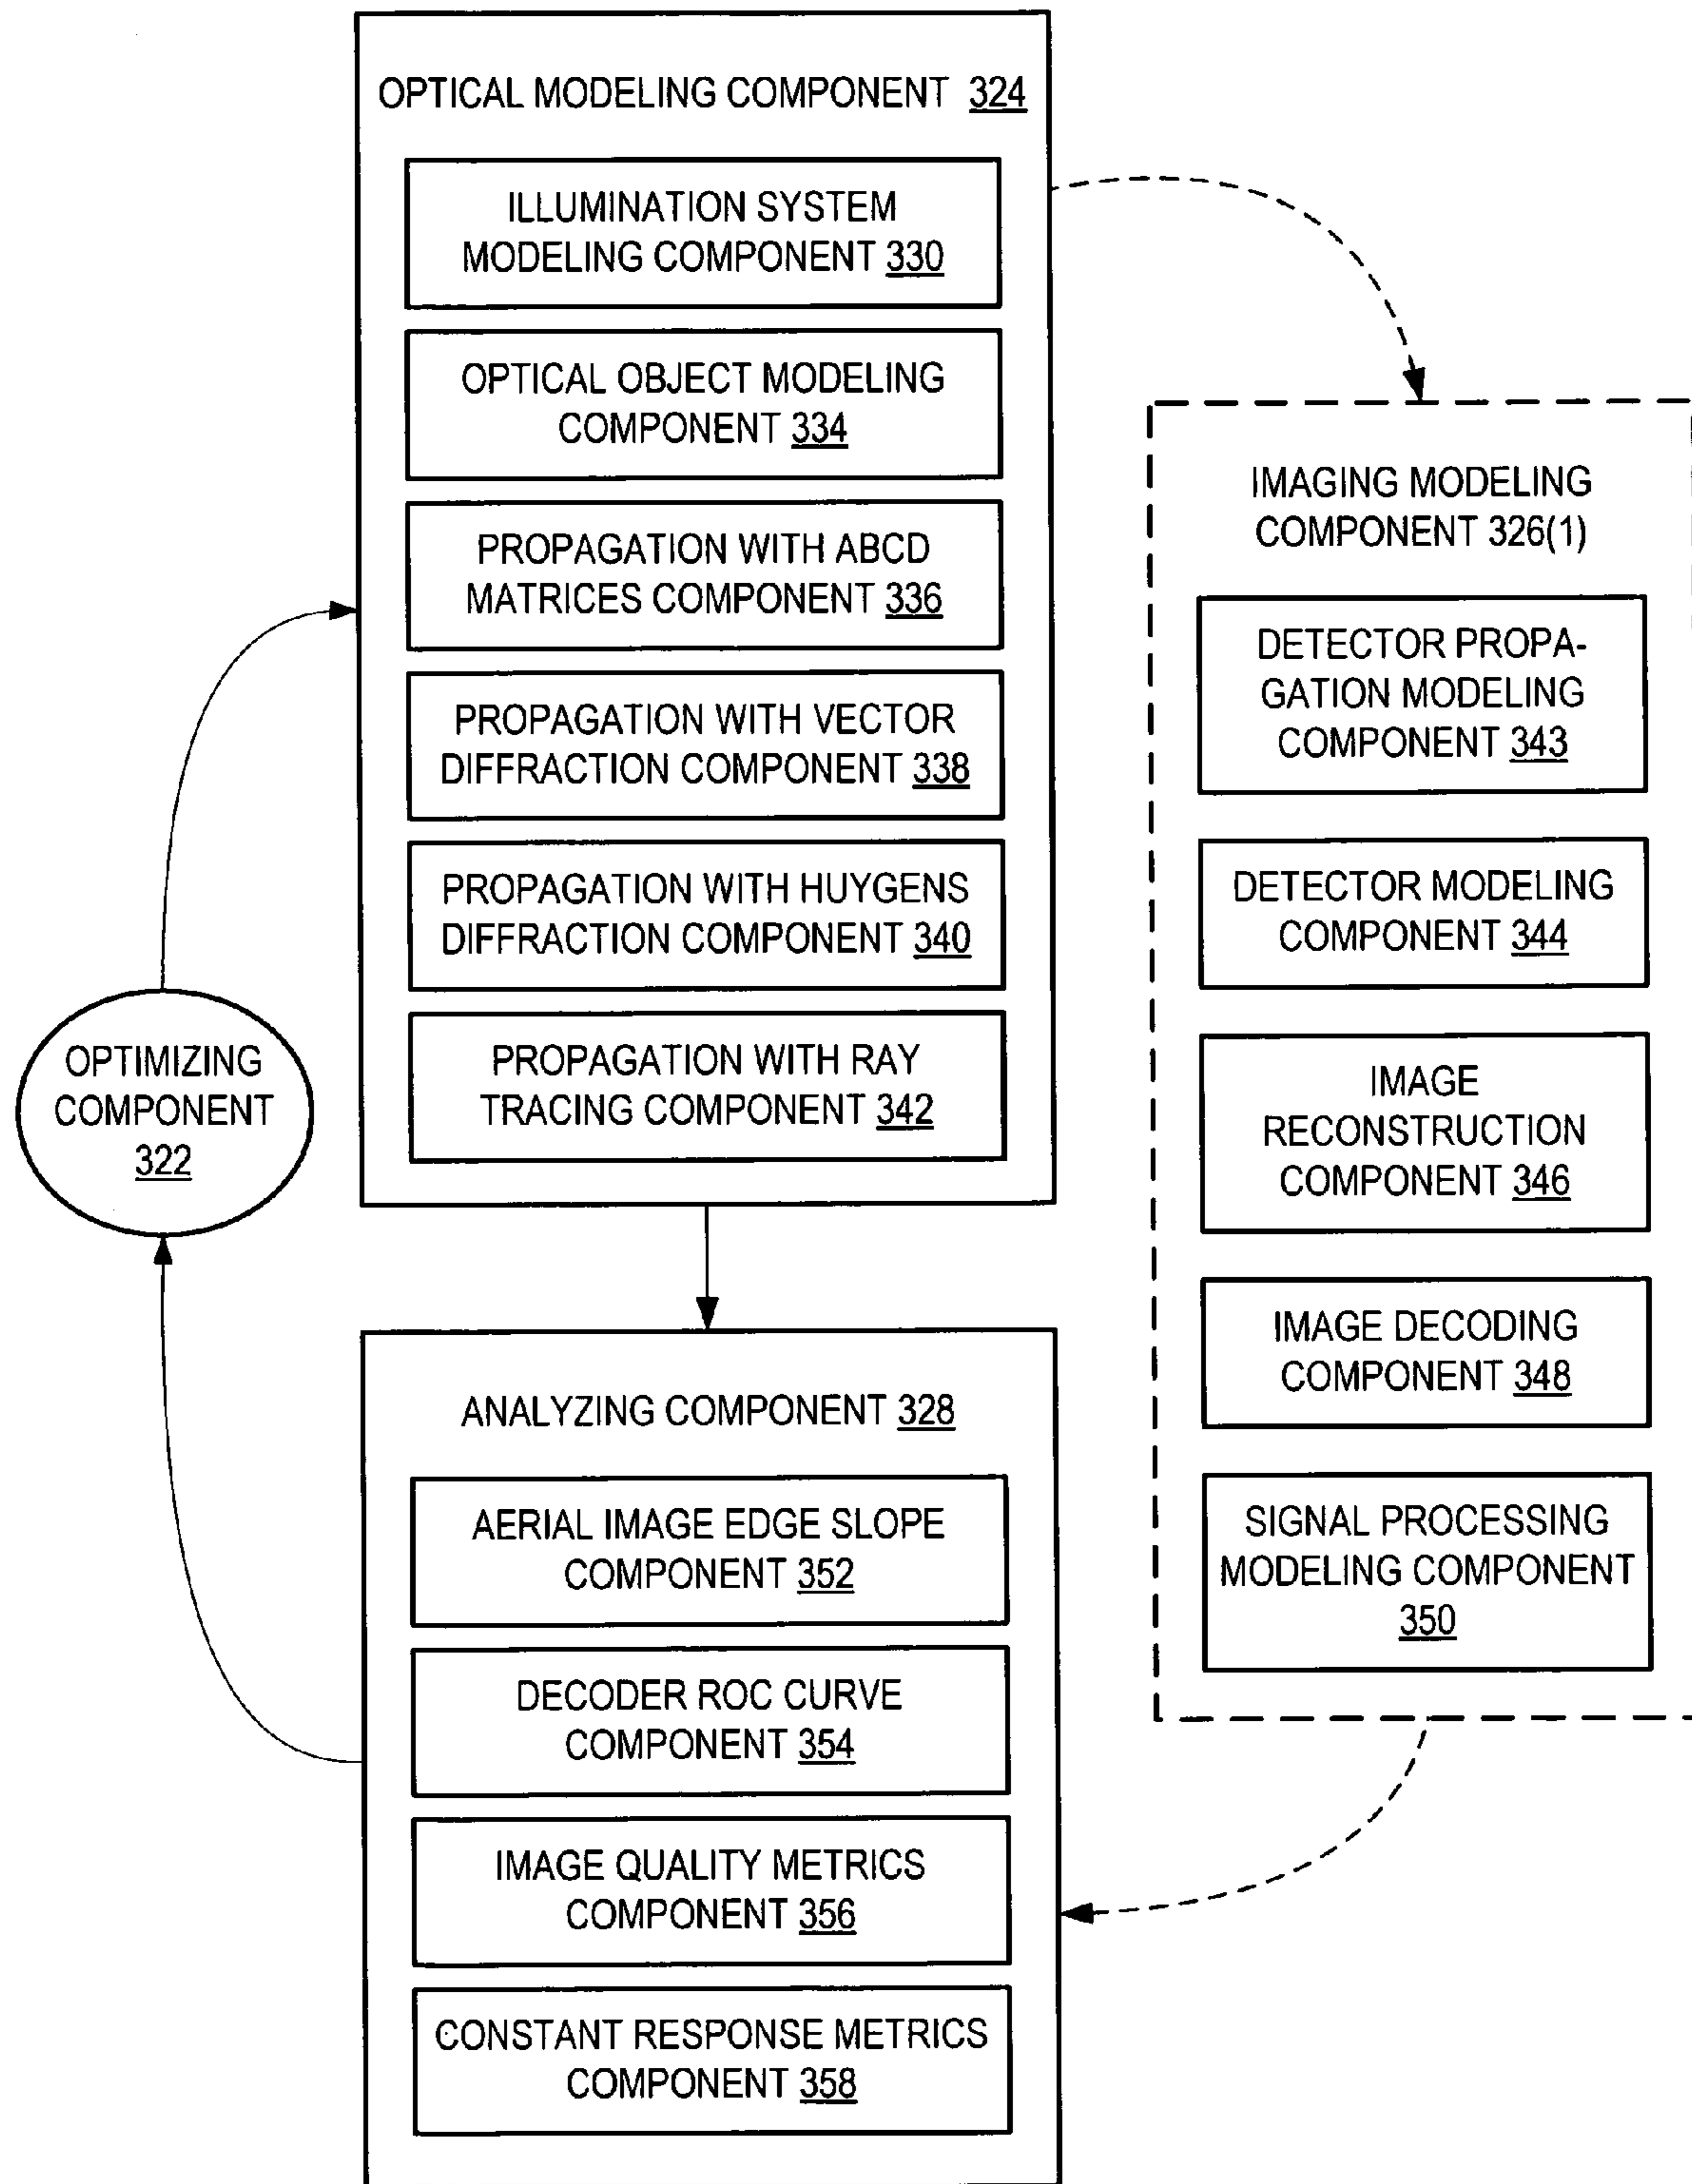 OPTICAL MODELING COMPONENT 324
ILLUMINATION SYSTEM
MODELING COMPONENT 330
OPTICAL OBJECT MODELING
COMPONENT 334
PROPAGATION WITH ABCD
MATRICES COMPONENT 336
PROPAGATION WITH VECTOR
DIFFRACTION COMPONENT 338
PROPAGATION WITH HUYGENS
DIFFRACTION COMPONENT 340
PROPAGATION WITH RAY
TRACING COMPONENT 342
OPTIMIZING
COMPONENT
322
IMAGING MODELING
COMPONENT 326(1)
DETECTOR PROPA-
GATION MODELING
COMPONENT 343
DETECTOR MODELING
COMPONENT 344
IMAGE
RECONSTRUCTION
COMPONENT 346
IMAGE DECODING
COMPONENT 348
SIGNAL PROCESSING
MODELING COMPONENT
350
ANALYZING COMPONENT 328
AERIAL IMAGE EDGE SLOPE
COMPONENT 352
DECODER ROC CURVE
COMPONENT 354
IMAGE QUALITY METRICS
COMPONENT 356
CONSTANT RESPONSE METRICS
COMPONENT 358